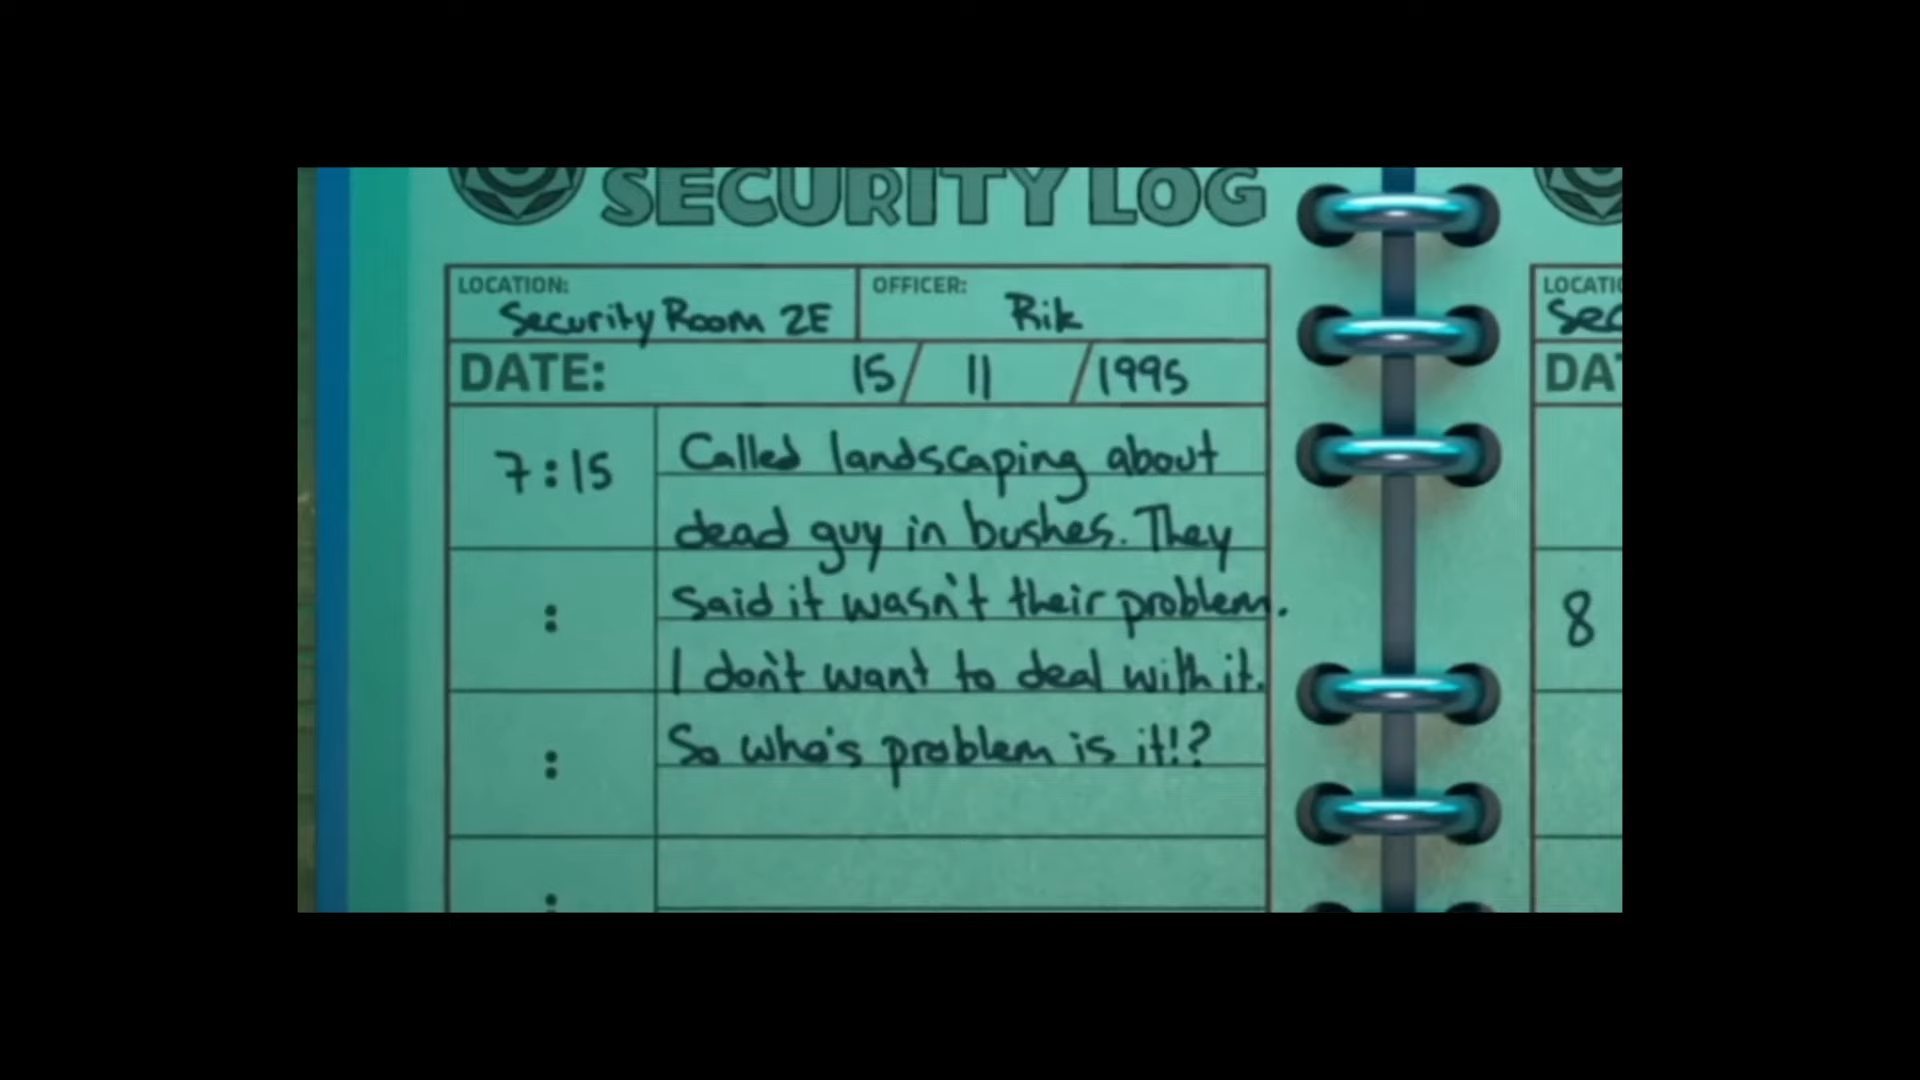 SECURITY LOG
LOCATION:
Security Room 2E
OFFICER:
Rik
DATE: 15/ 11 /1995
7:15
Called landscaping about
dead guy in bushes. They
: said it wasn't their problem.
I don't want to deal with it.
: So who's problem is it!?
:
8